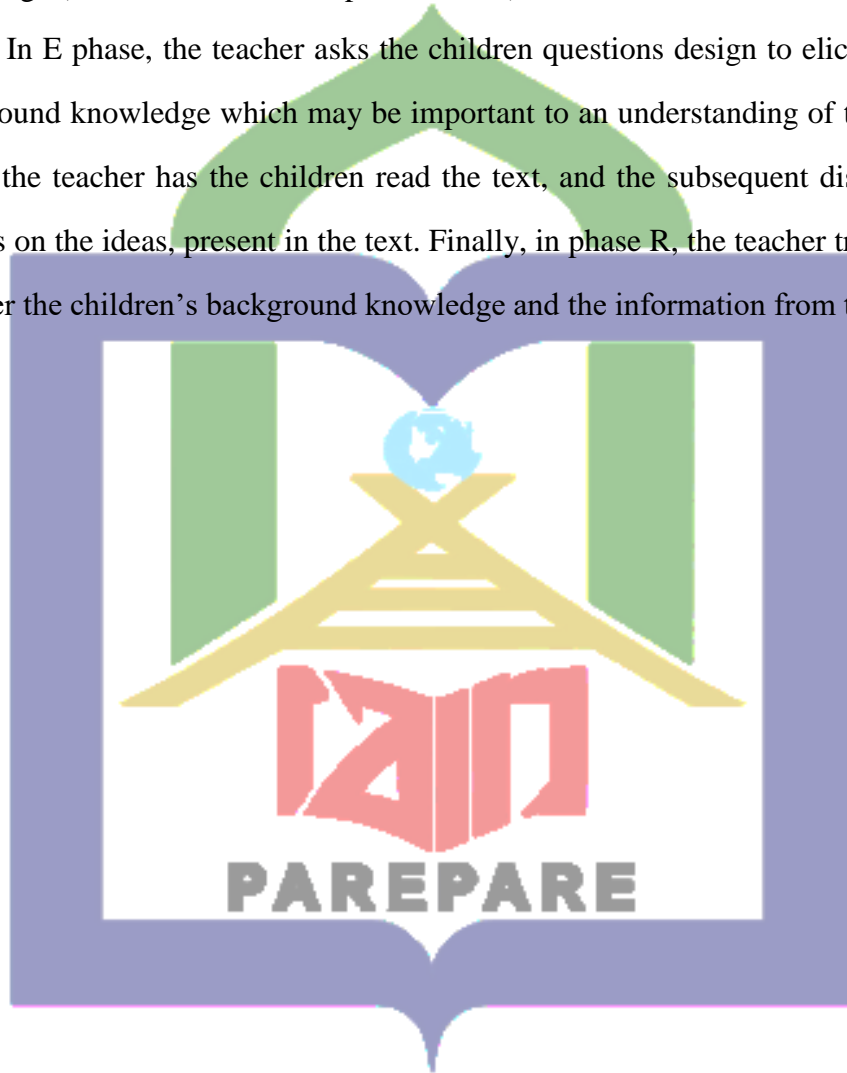 In E phase, the teacher asks the children questions design to elic
ound knowledge which may be important to an understanding of t
the teacher has the children read the text, and the subsequent dis
s on the ideas, present in the text. Finally, in phase R, the teacher tr
er the children's background knowledge and the information from t
iain
PAREPARE